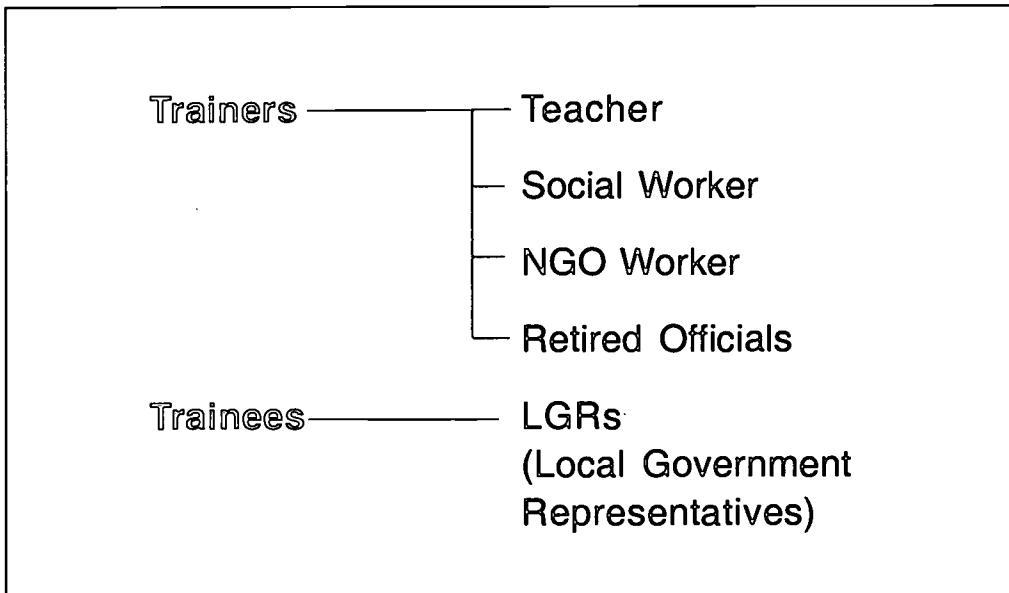 Trainers
Teacher
Social Worker
NGO Worker
Retired Officials
Trainees
LGRs
(Local Government
Representatives)